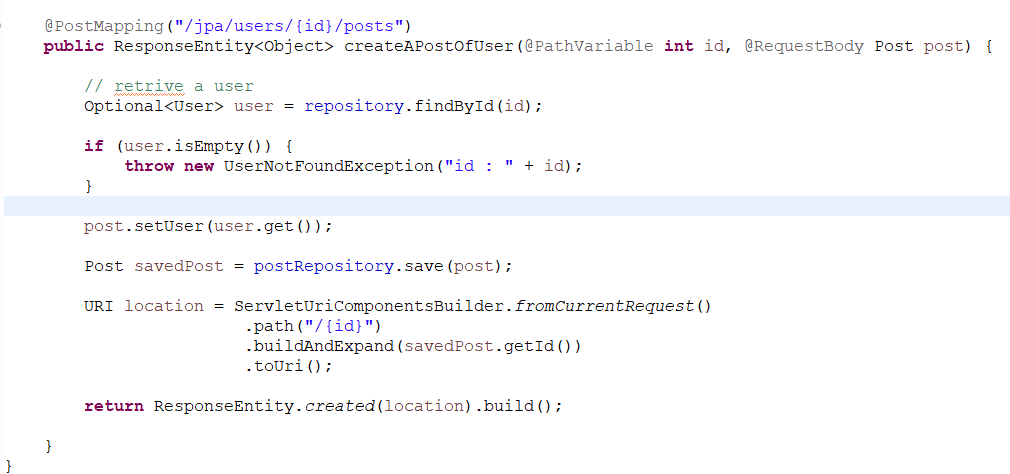 @PostMapping("/jpa/users/{id}/posts")
public ResponseEntity<Object> createAPostOfUser(@PathVariable int id, @RequestBody Post post) {
// retrive a user
Optional<User> user = repository.findById(id);
if (user.isEmpty()) {
throw new UserNotFoundException("id : " + id);
}
post.setUser(user.get());
Post savedPost = postRepository.save(post);
URI location = ServletUriComponentsBuilder.fromCurrentRequest()
.path("/{id}")
.buildAndExpand(savedPost.getId())
.toUri();
return ResponseEntity.created(location).build();
}
}